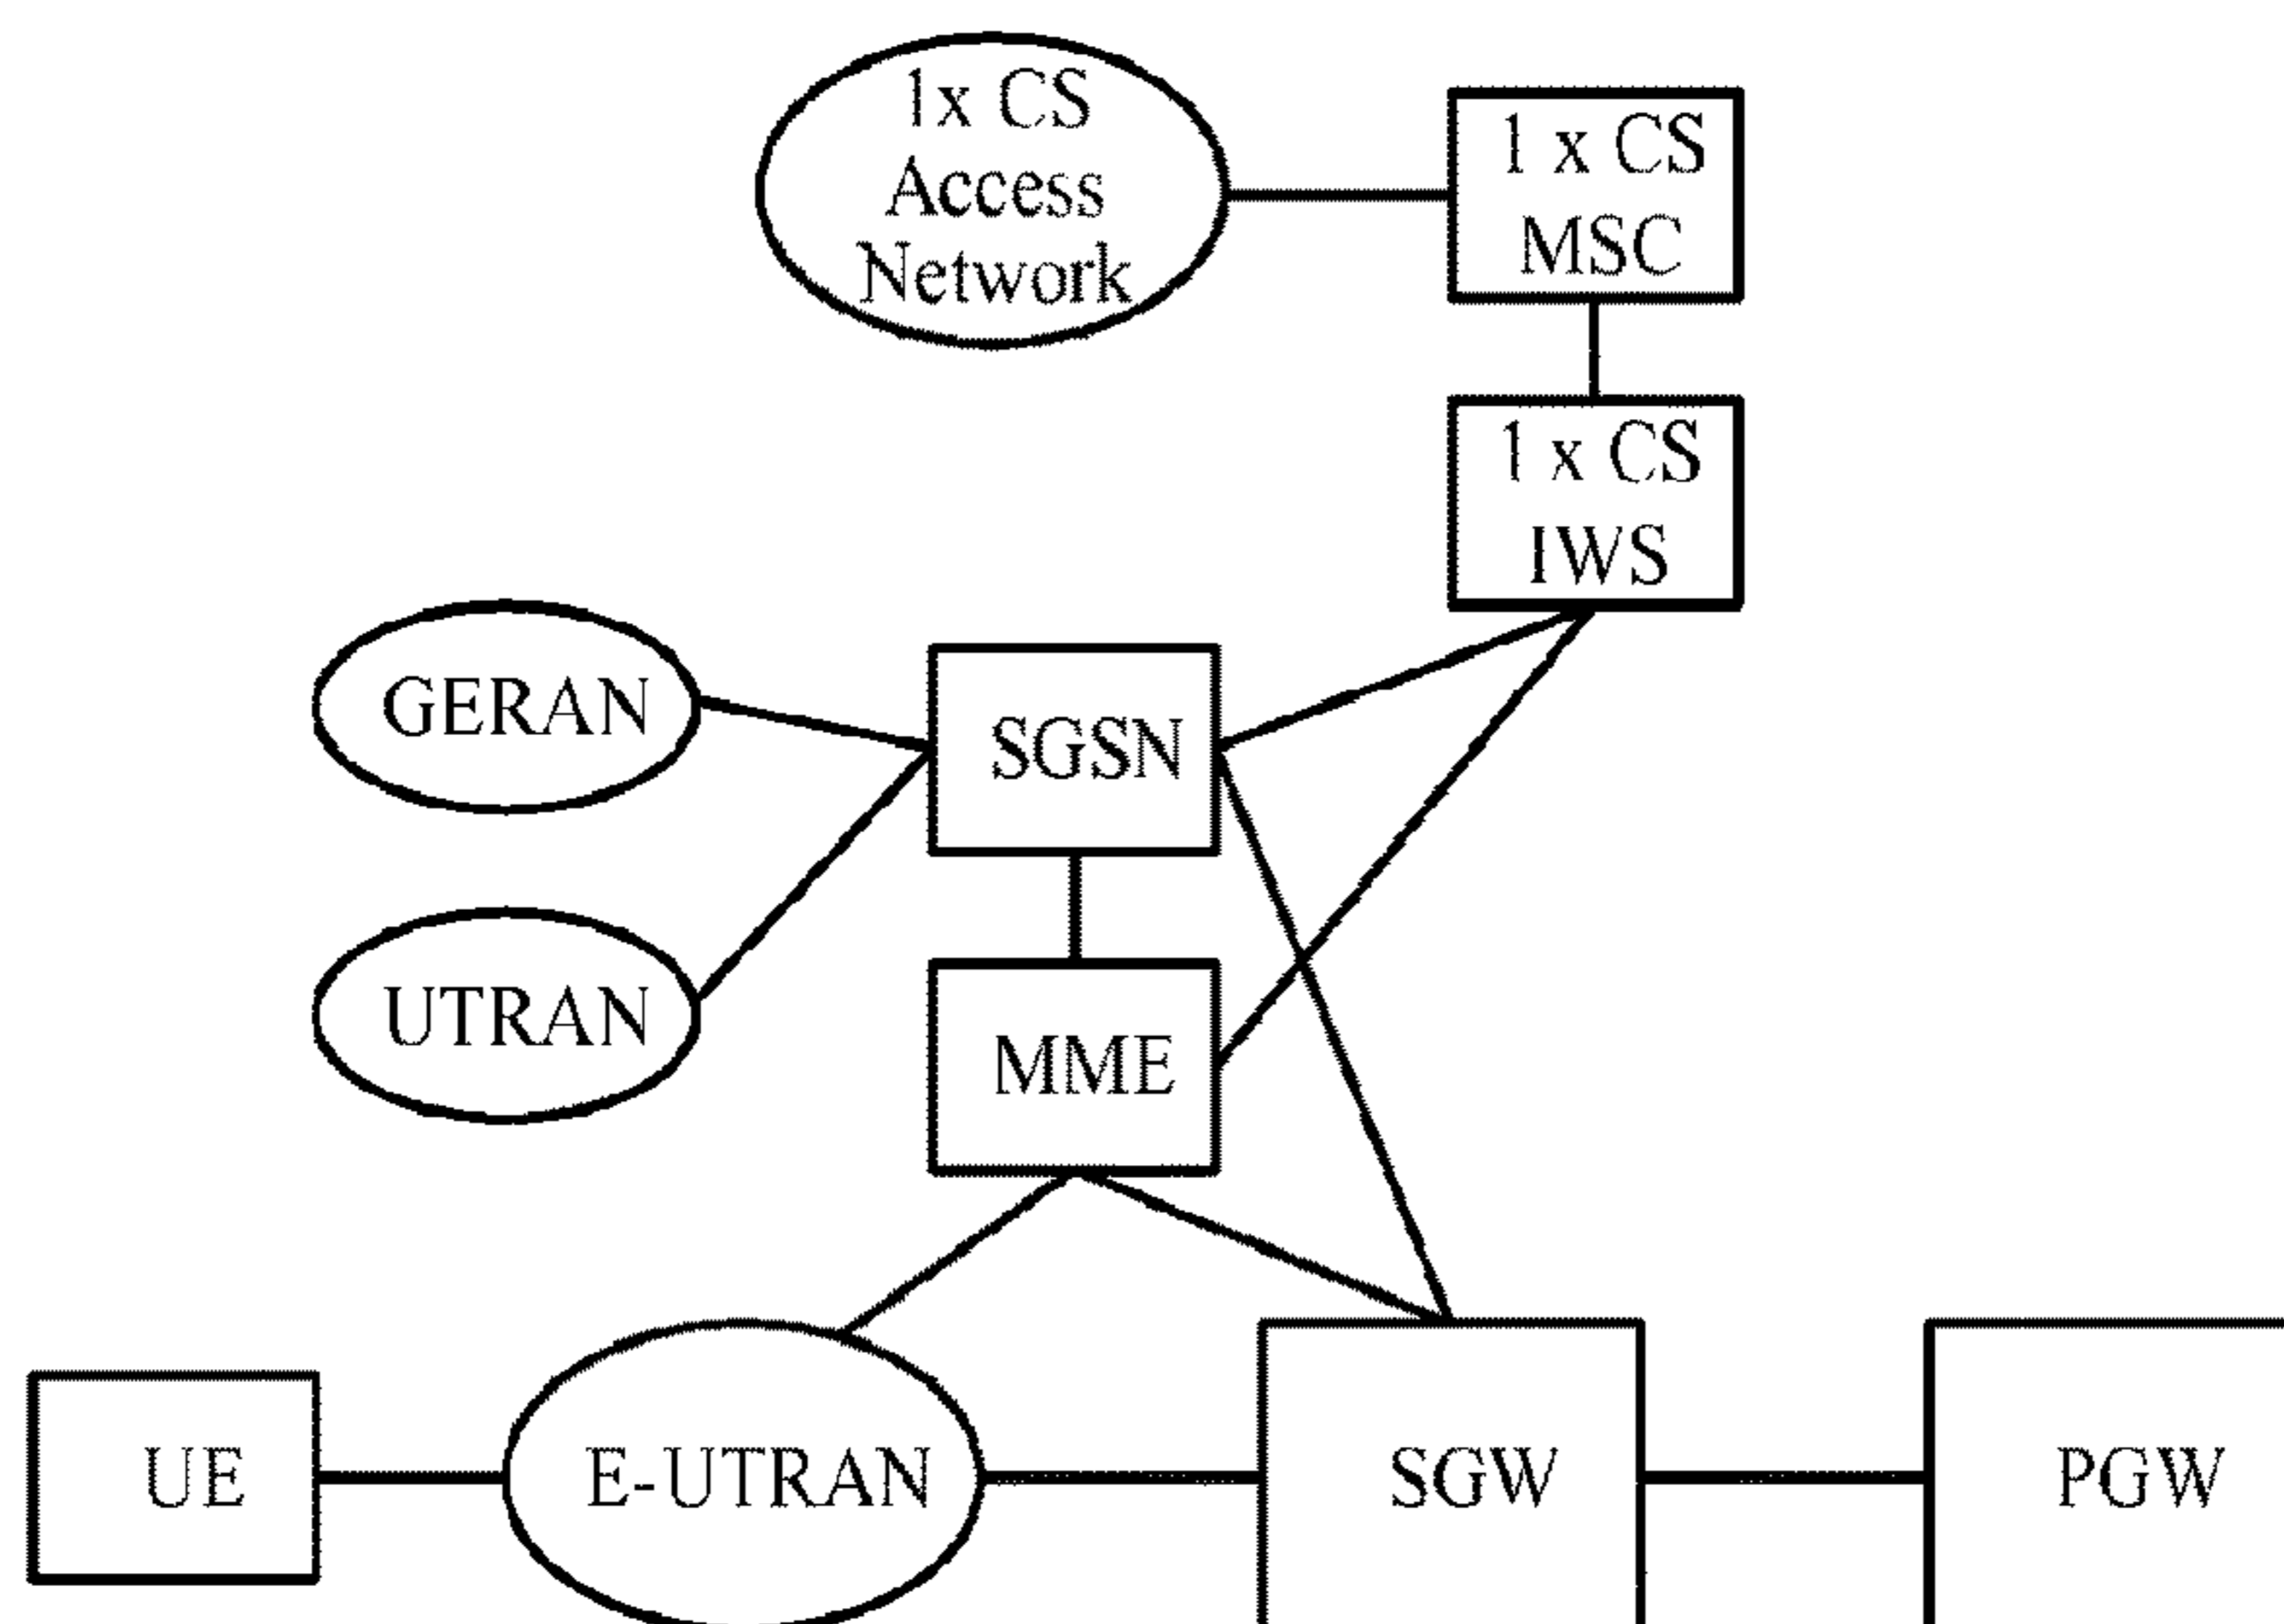 1x CS
Access
Network
1 x CS
MSC
1 x CS
IWS
GERAN
SGSN
UTRAN
MME
UE
E-UTRAN
SGW
PGW